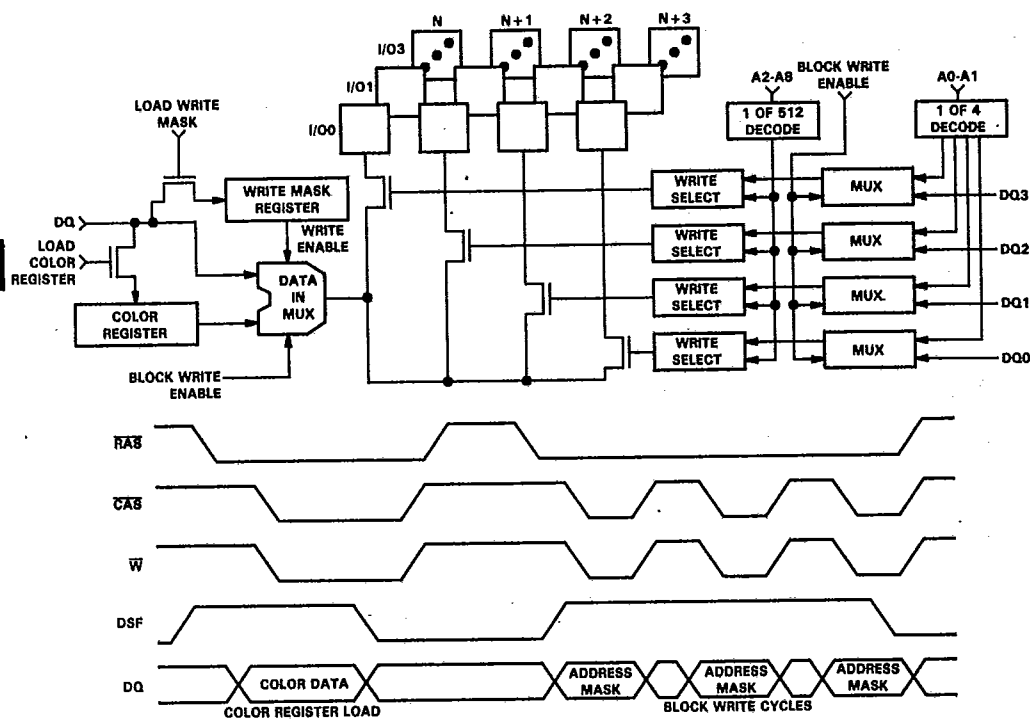 N
N+1
N+2
N+3
I/O3
I/O1
I/O0
LOAD WRITE
MASK
DQ
LOAD
COLOR
REGISTER
WRITE MASK
REGISTER
WRITE
ENABLE
DATA
IN
MUX
COLOR
REGISTER
BLOCK WRITE
ENABLE
A2-A8
BLOCK WRITE
ENABLE
A0-A1
1 OF 512
DECODE
1 OF 4
DECODE
WRITE
SELECT
MUX
DQ3
WRITE
SELECT
MUX
DQ2
WRITE
SELECT
MUX.
DQ1
WRITE
SELECT
MUX
DQ0
RAS
CAS
W
DSF
DQ
COLOR DATA
ADDRESS
MASK
ADDRESS
MASK
ADDRESS
MASK
COLOR REGISTER LOAD
BLOCK WRITE CYCLES